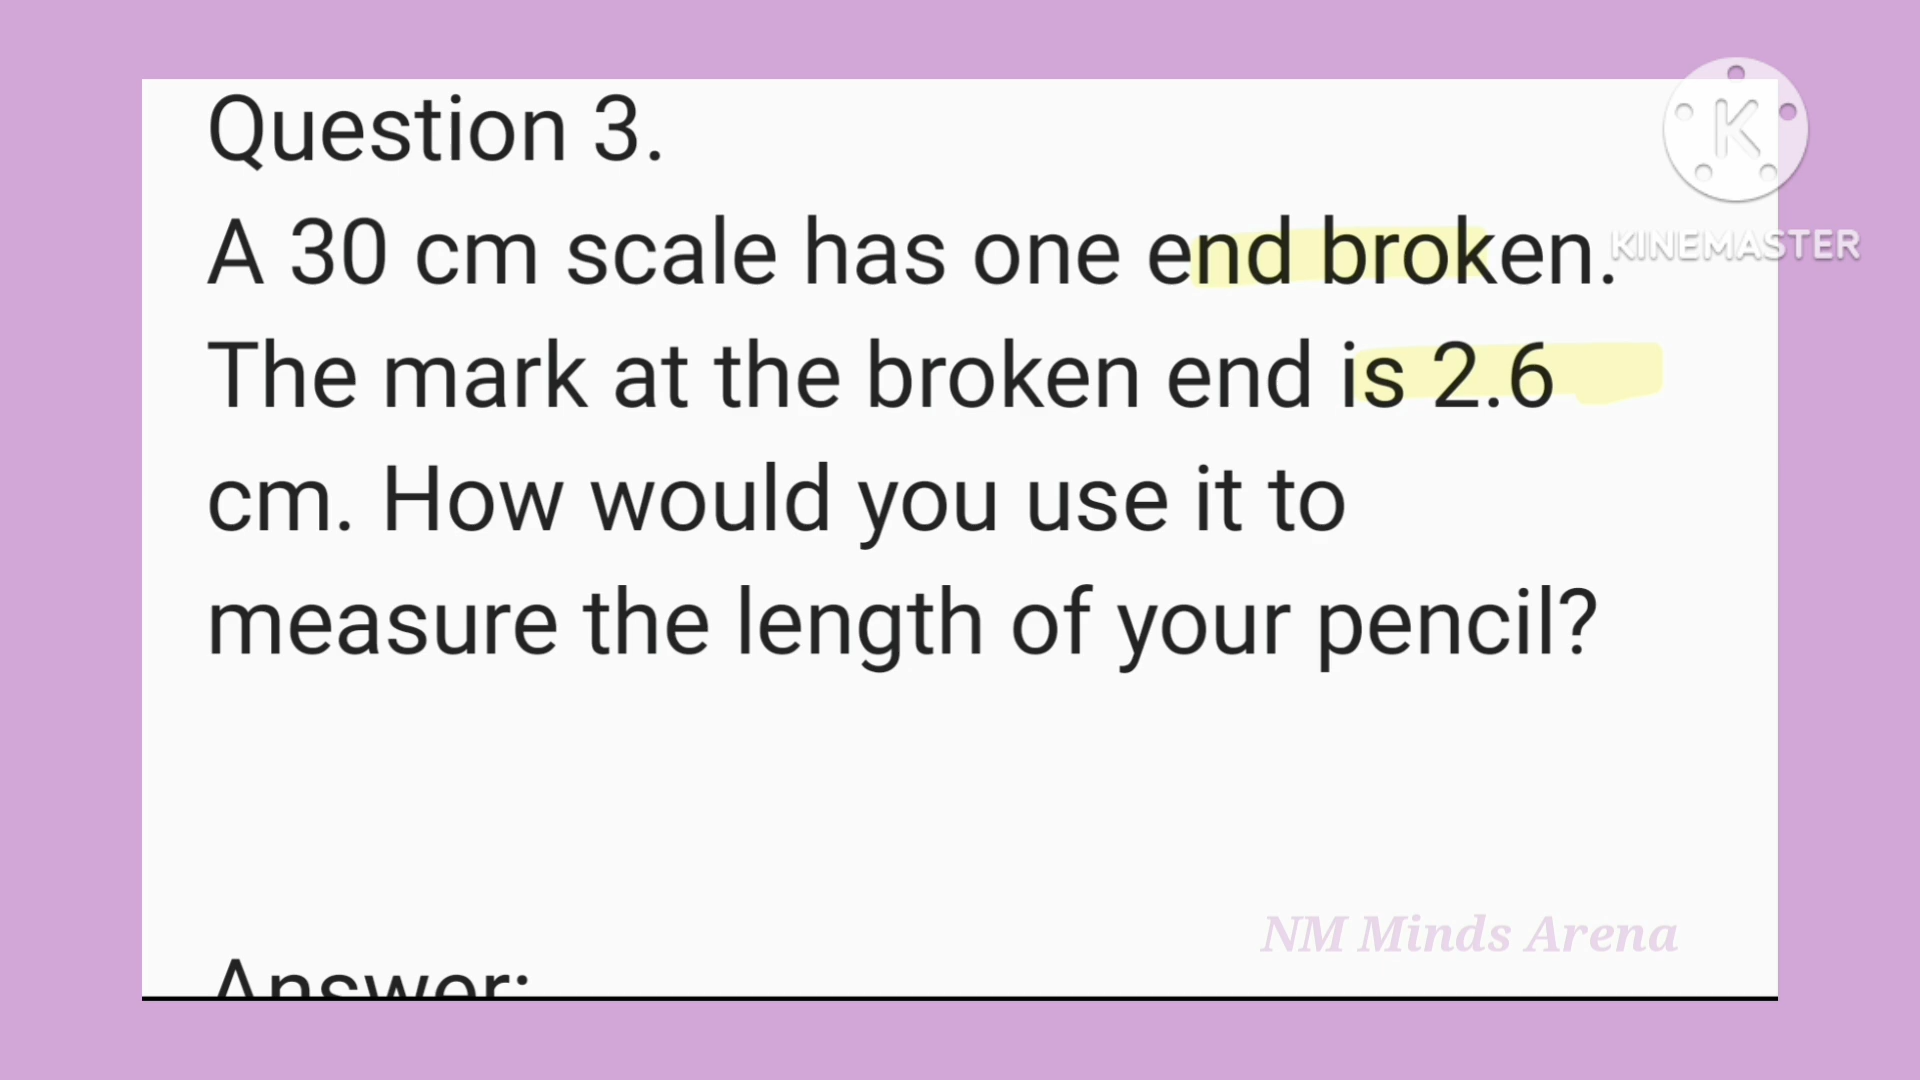 Question 3.
A 30 cm scale has one end broken.
The mark at the broken end is 2.6
cm. How would you use it to
measure the length of your pencil?
Answer:
K
KINEMASTER
NM Minds Arena